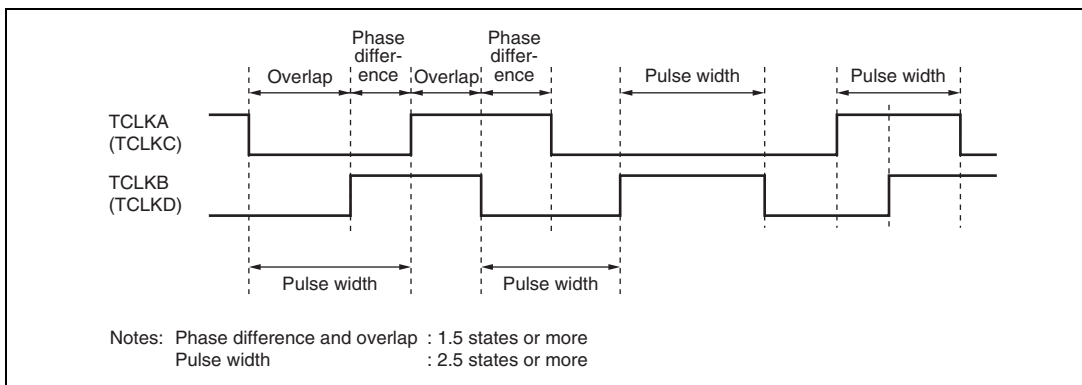 Phase
differ-
ence
Phase
differ-
ence
Overlap
Overlap
Pulse width
Pulse width
TCLKA
(TCLKC)
TCLKB
(TCLKD)
Pulse width
Pulse width
Notes: Phase difference and overlap : 1.5 states or more
Pulse width : 2.5 states or more